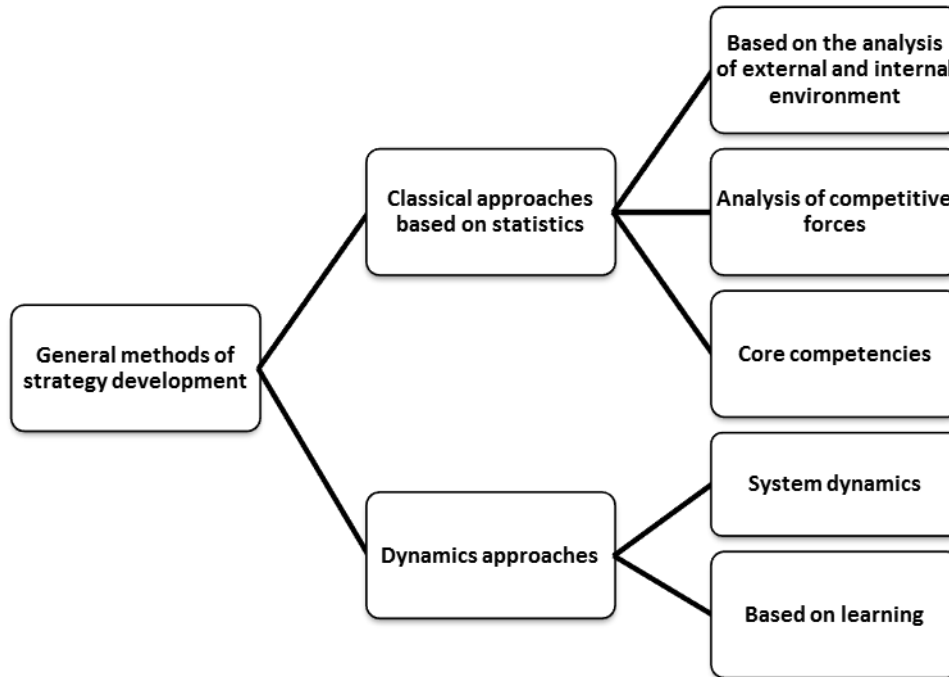 Based on the analysis
of external and internal
environment
Classical approaches
based on statistics
Analysis of competitive
forces
General methods of
strategy development
Core competencies
System dynamics
Dynamics approaches
Based on learning